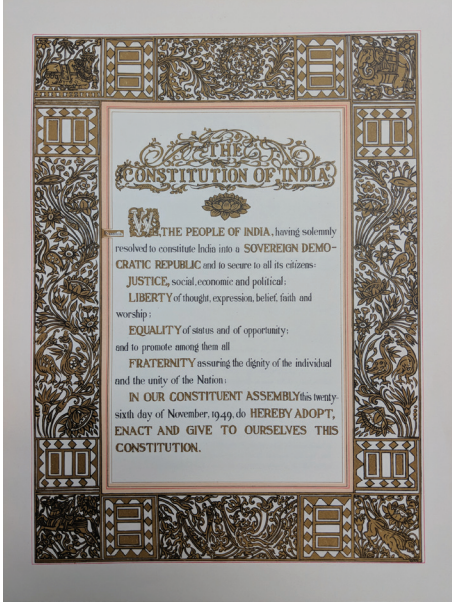 THE
CONSTITUTION OF INDIA
WE, THE PEOPLE OF INDIA, having solemnly
resolved to constitute India into a SOVEREIGN DEMO-
CRATIC REPUBLIC and to secure to all its citizens:
JUSTICE, social, economic and political;
LIBERTY of thought, expression, belief, faith and
worship;
EQUALITY of status and of opportunity;
and to promote among them all
FRATERNITY assuring the dignity of the individual
and the unity of the Nation;
IN OUR CONSTITUENT ASSEMBLY this twenty-
sixth day of November, 1949, do HEREBY ADOPT,
ENACT AND GIVE TO OURSELVES THIS
CONSTITUTION.